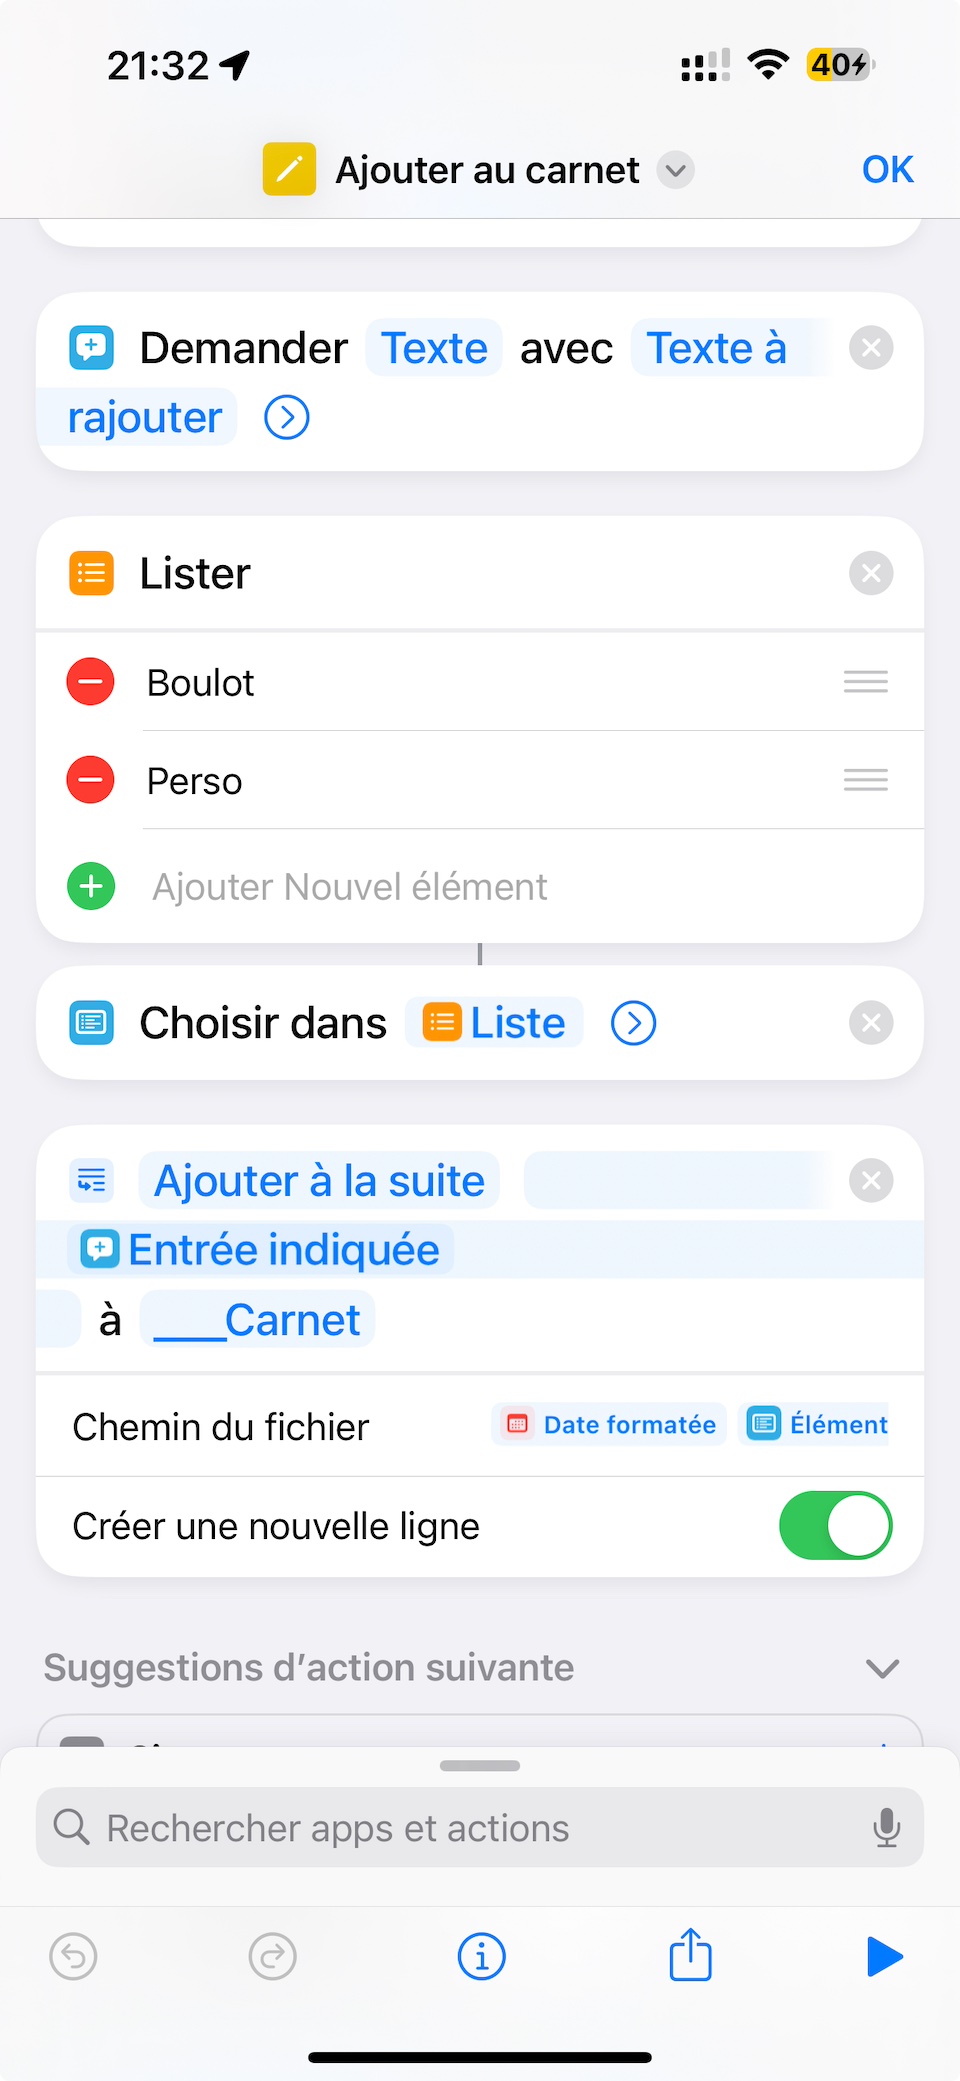 21:32
40
Ajouter au carnet
OK
Demander Texte avec Texte à
rajouter
Lister
Boulot
Perso
Ajouter Nouvel élément
Choisir dans Liste
Ajouter à la suite
Entrée indiquée
à ___Carnet
Chemin du fichier Date formatée Élément
Créer une nouvelle ligne
Suggestions d’action suivante
Rechercher apps et actions